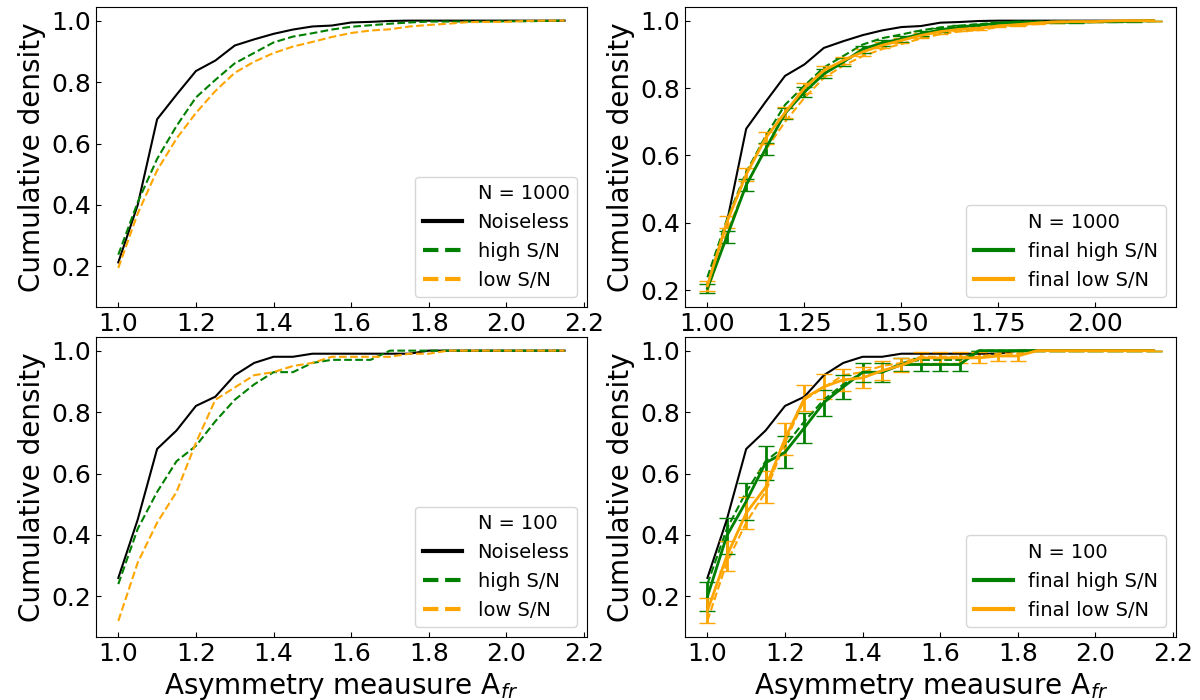 1.0
0.8
0.6
0.4
0.2
Cumulative density
N = 1000
Noiseless
high S/N
low S/N
1.0 1.2 1.4 1.6 1.8 2.0 2.2
1.0
0.8
0.6
0.4
0.2
Cumulative density
N = 1000
final high S/N
final low S/N
1.00 1.25 1.50 1.75 2.00
1.0
0.8
0.6
0.4
0.2
Cumulative density
N = 100
Noiseless
high S/N
low S/N
1.0 1.2 1.4 1.6 1.8 2.0 2.2
Asymmetry meausure A_fr
1.0
0.8
0.6
0.4
0.2
Cumulative density
N = 100
final high S/N
final low S/N
1.0 1.2 1.4 1.6 1.8 2.0 2.2
Asymmetry meausure A_fr